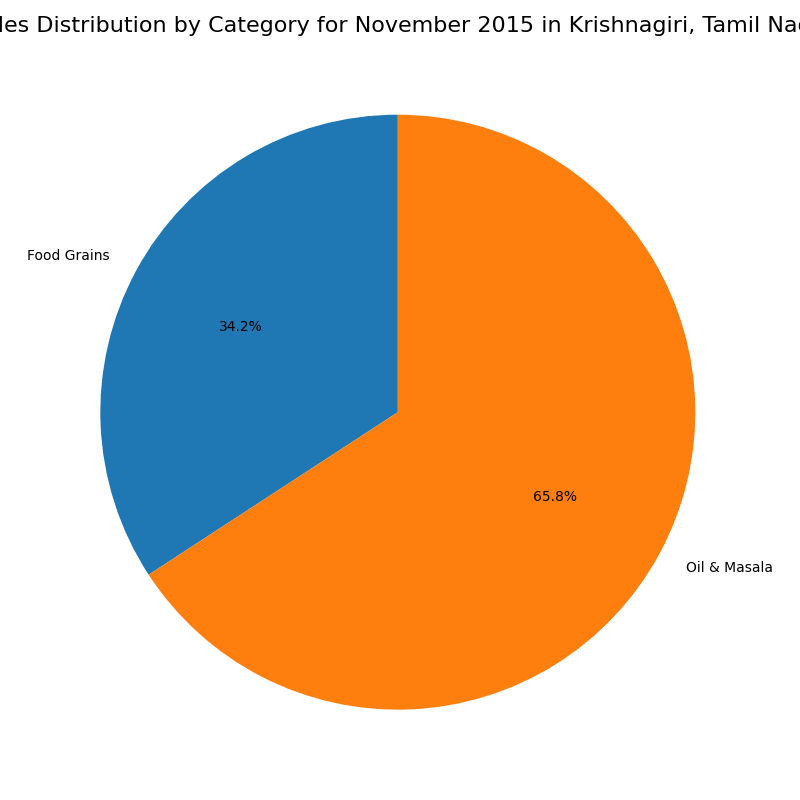 les Distribution by Category for November 2015 in Krishnagiri, Tamil Na
Food Grains
34.2%
65.8%
Oil & Masala